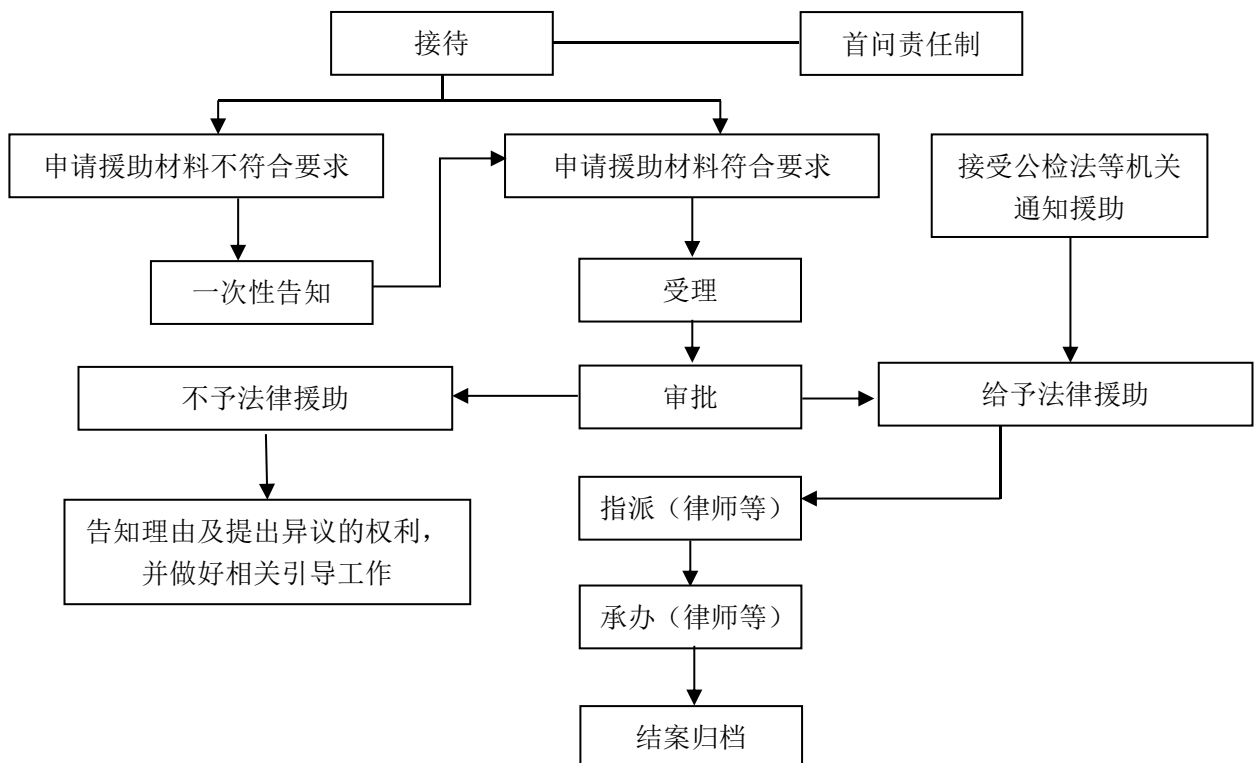 接待
首问责任制
申请援助材料不符合要求
申请援助材料符合要求
接受公检法等机关
通知援助
一次性告知
受理
不予法律援助
审批
给予法律援助
告知理由及提出异议的权利，
并做好相关引导工作
指派（律师等）
承办（律师等）
结案归档